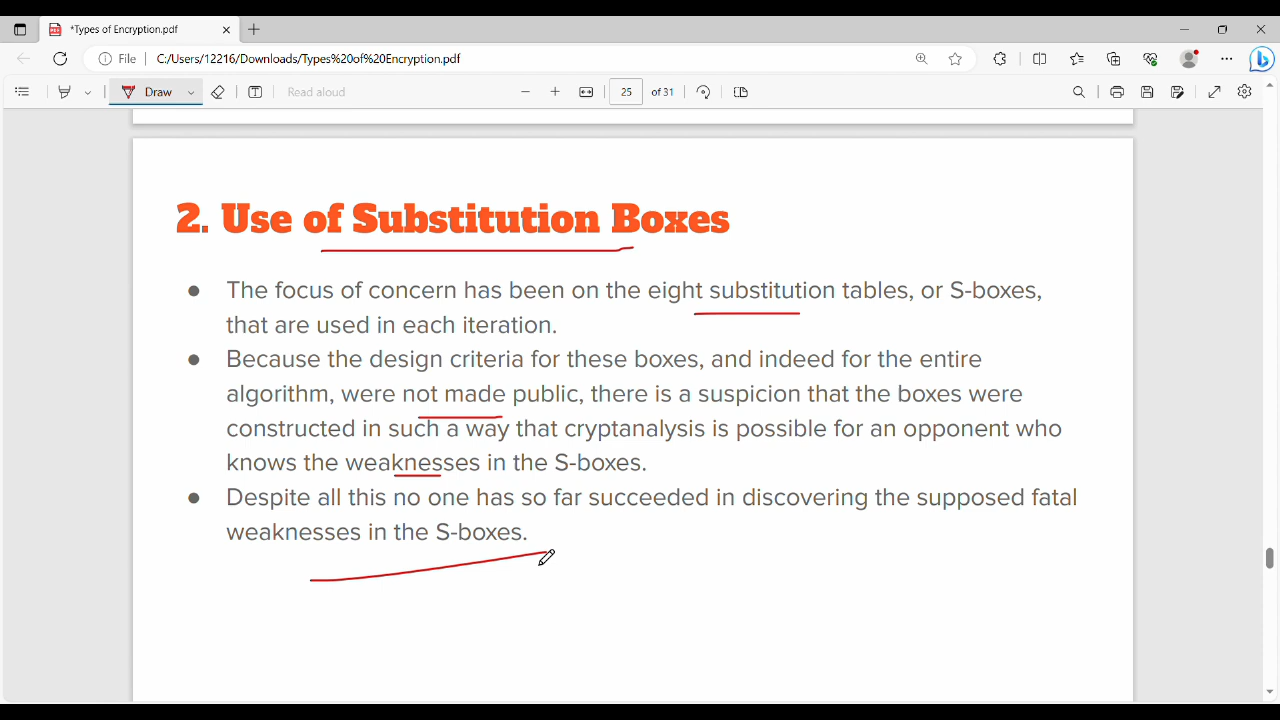 *Types of Encryption.pdf
File
C:/Users/12216/Downloads/Types%20of%20Encryption.pdf
Draw
Read aloud
25
of 31
2. Use of Substitution Boxes
● The focus of concern has been on the eight substitution tables, or S-boxes,
that are used in each iteration.
● Because the design criteria for these boxes, and indeed for the entire
algorithm, were not made public, there is a suspicion that the boxes were
constructed in such a way that cryptanalysis is possible for an opponent who
knows the weaknesses in the S-boxes.
● Despite all this no one has so far succeeded in discovering the supposed fatal
weaknesses in the S-boxes.